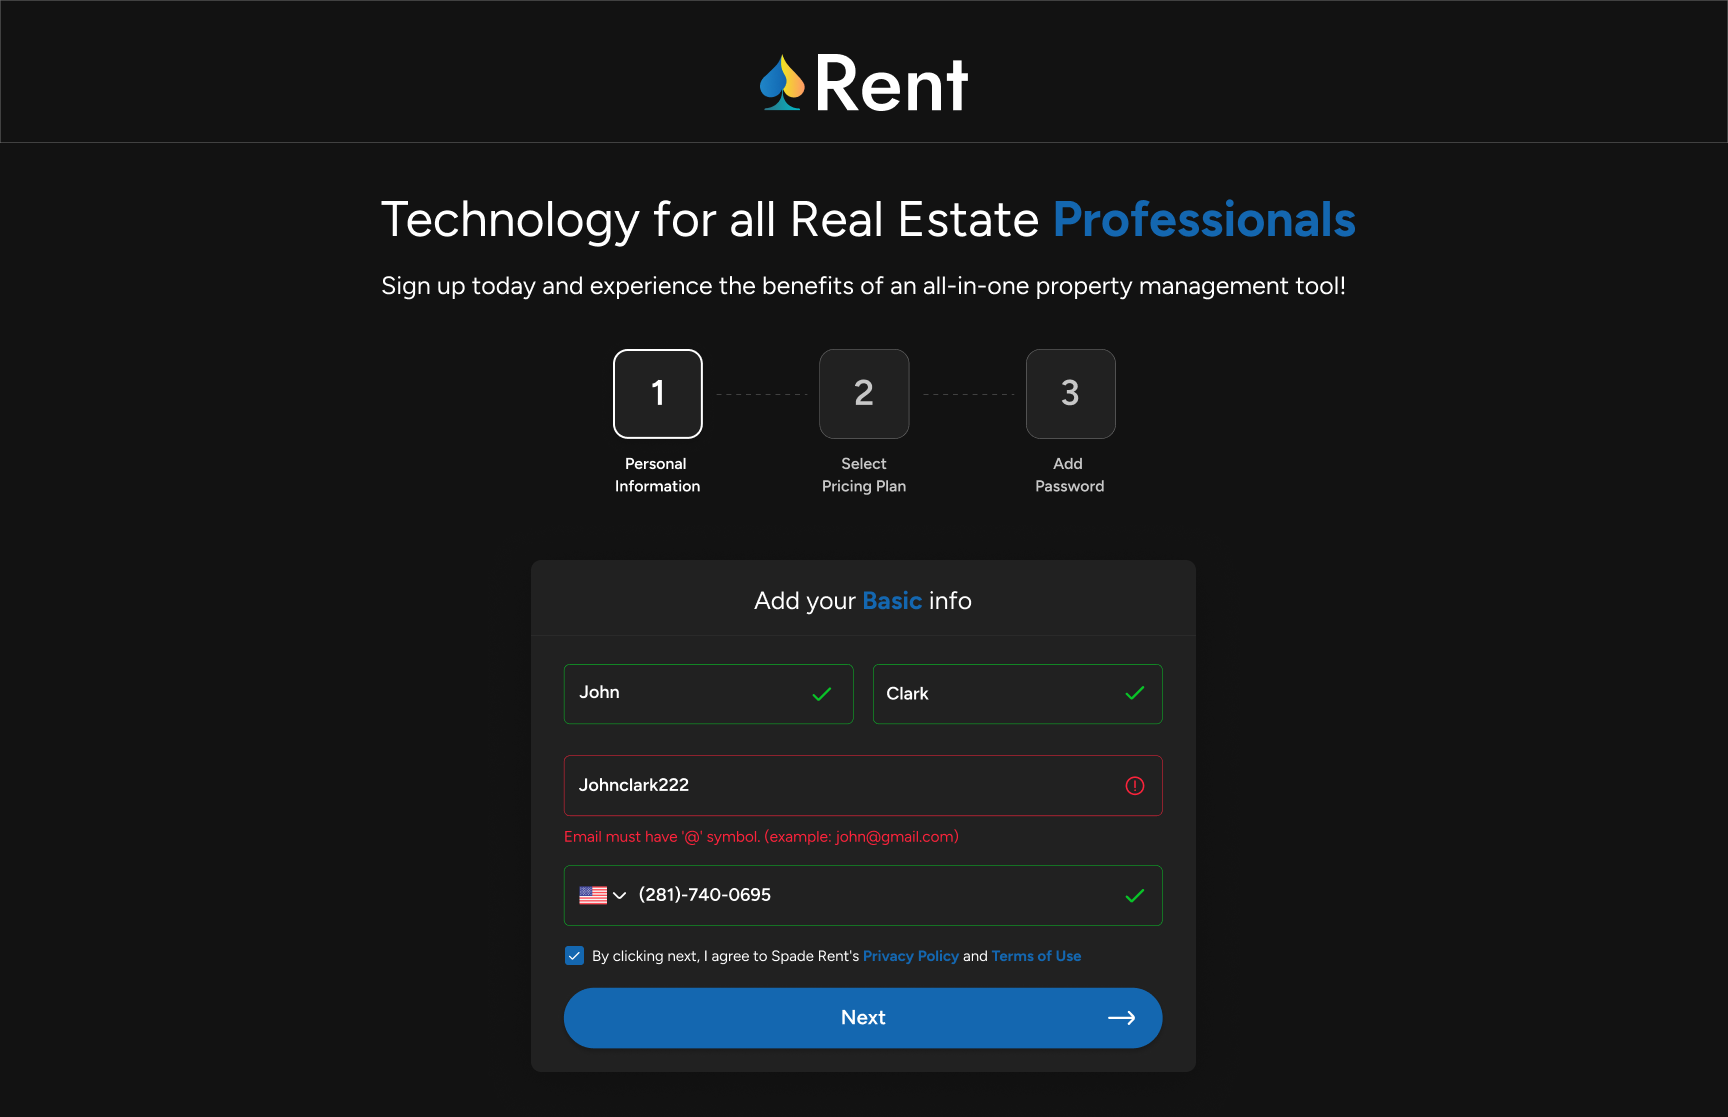 Rent
Technology for all Real Estate Professionals
Sign up today and experience the benefits of an all-in-one property management tool!
1
2
3
Personal
Information
Select
Pricing Plan
Add
Password
Add your Basic info
John
Clark
Johnclark222
Email must have '@' symbol. (example: john@gmail.com)
(281)-740-0695
By clicking next, I agree to Spade Rent's Privacy Policy and Terms of Use
Next